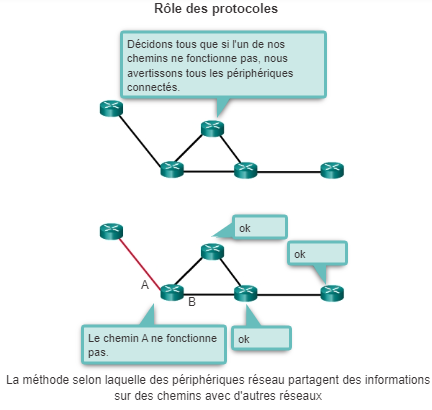 Rôle des protocoles
Décidons tous que si l'un de nos
chemins ne fonctionne pas, nous
avertissons tous les périphériques
connectés.
ok
ok
A
B
Le chemin A ne fonctionne
pas.
ok
La méthode selon laquelle des périphériques réseau partagent des informations
sur des chemins avec d'autres réseaux